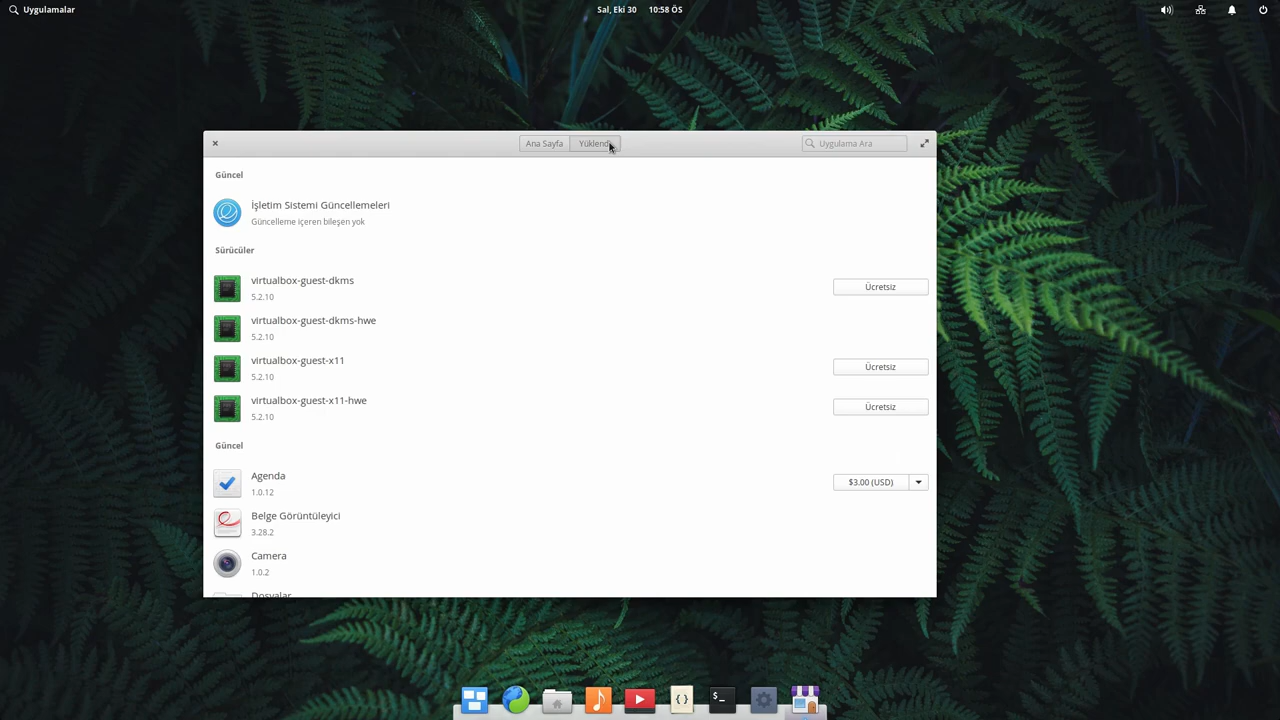 Uygulamalar
Sal, Eki 30 10:58 ÖS
Ana Sayfa
Uygulama Ara
Güncel
İşletim Sistemi Güncellemeleri
Güncelleme içeren bileşen yok
Sürücüler
virtualbox-guest-dkms
5.2.10
Ücretsiz
virtualbox-guest-dkms-hwe
5.2.10
virtualbox-guest-x11
5.2.10
Ücretsiz
virtualbox-guest-x11-hwe
5.2.10
Ücretsiz
Güncel
Agenda
1.0.12
$3.00 (USD)
Belge Görüntüleyici
3.28.2
Camera
1.0.2
Dosyalar